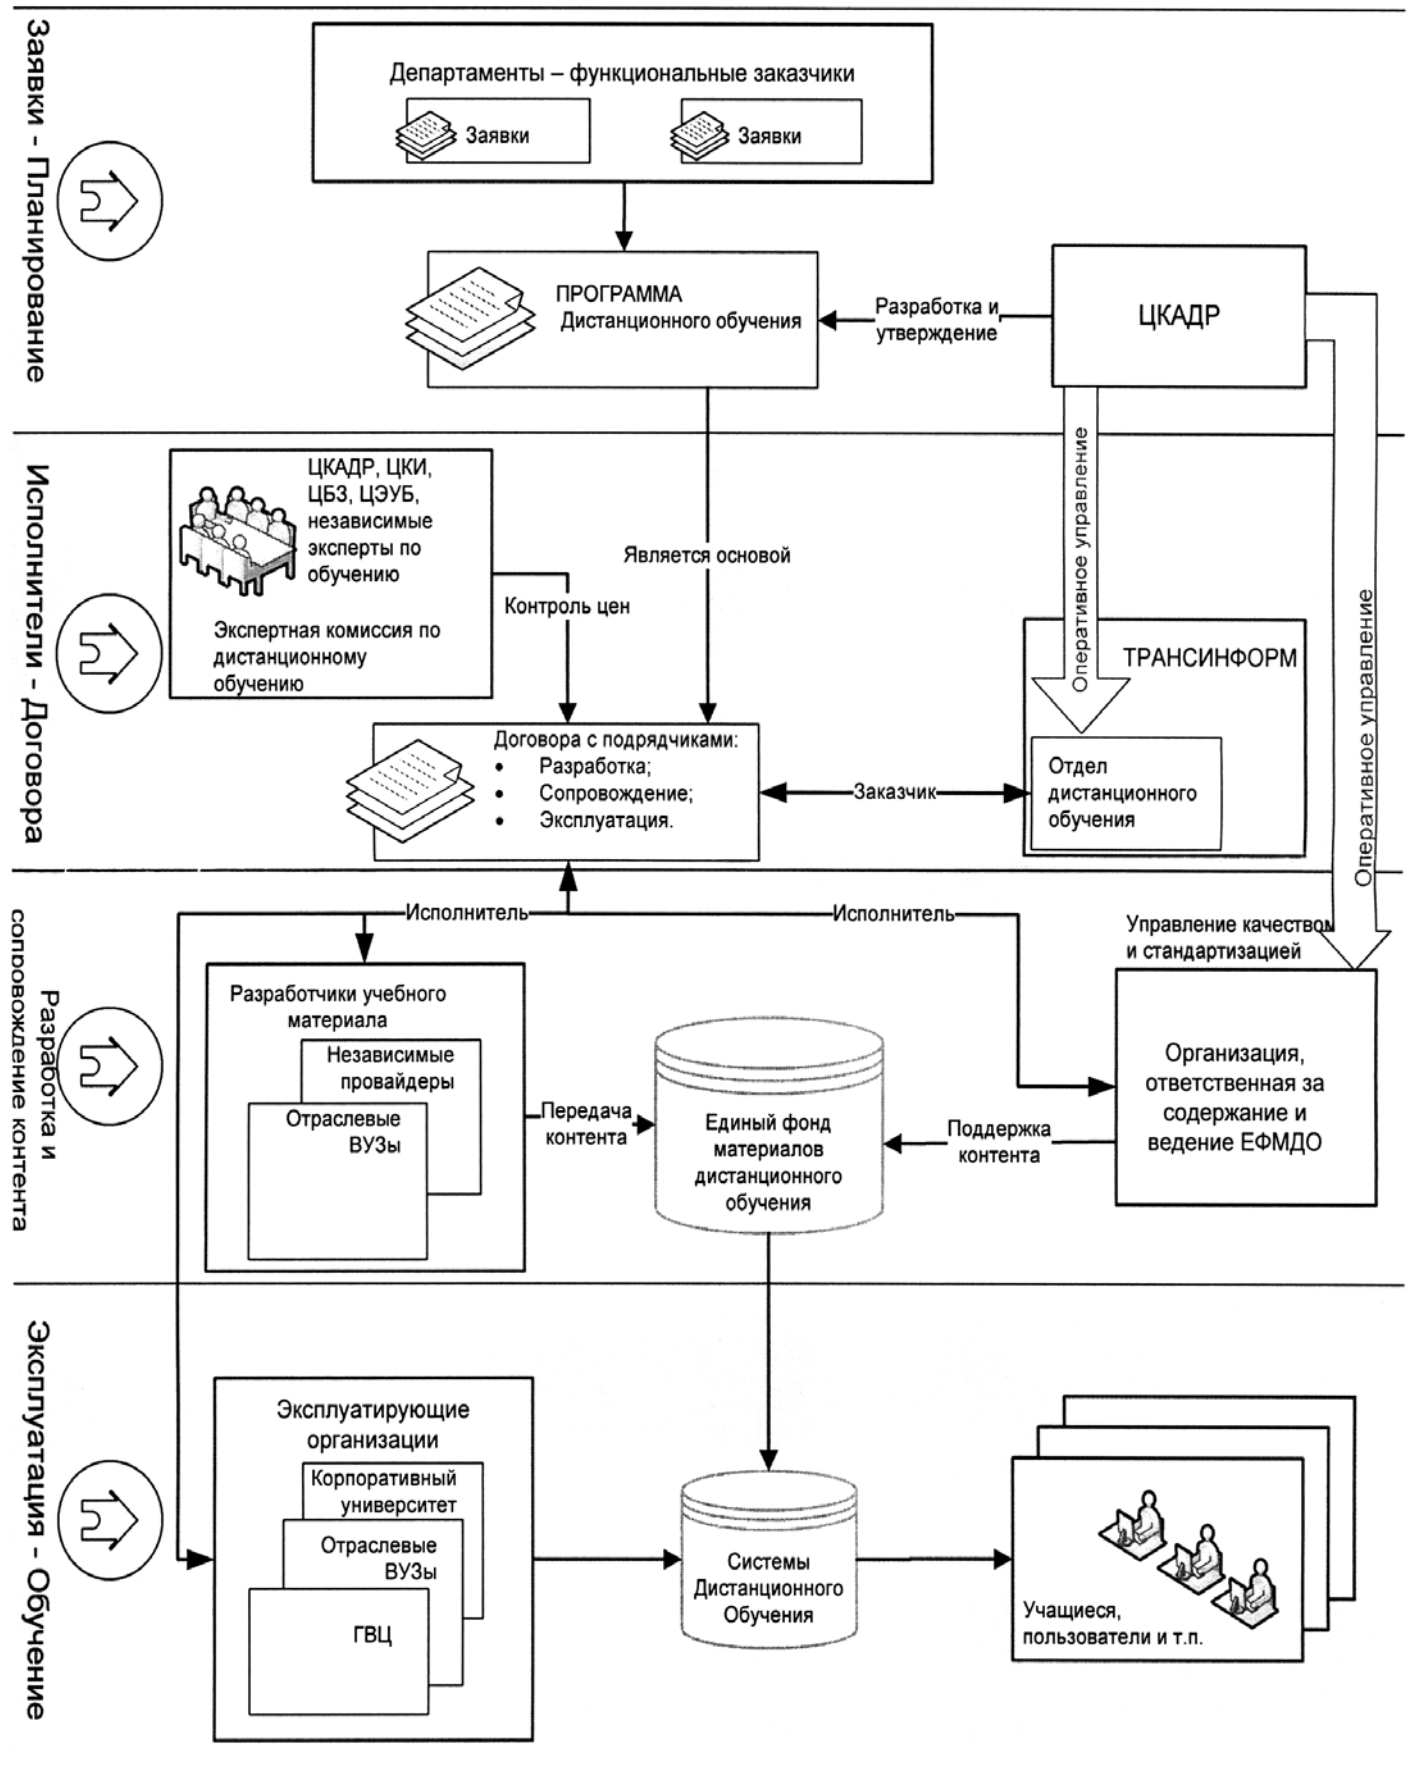 Заявки - Планирование
Департаменты – функциональные заказчики
Заявки
Заявки
ПРОГРАММА
Дистанционного обучения
Разработка и
утверждение
ЦКАДР
Исполнители - Договора
ЦКАДР, ЦКИ,
ЦБЗ, ЦЭУБ,
независимые
эксперты по
обучению
Экспертная комиссия по
дистанционному
обучению
Контроль цен
Является основой
Оперативное управление
Оперативное управление
ТРАНСИНФОРМ
Отдел
дистанционного
обучения
Договора с подрядчиками:
• Разработка;
• Сопровождение;
• Эксплуатация.
Заказчик
Разработка и
сопровождение контента
Исполнитель
Исполнитель
Управление качеством
и стандартизацией
Разработчики учебного
материала
Независимые
провайдеры
Отраслевые
ВУЗы
Передача
контента
Единый фонд
материалов
дистанционного
обучения
Поддержка
контента
Организация,
ответственная за
содержание и
ведение ЕФМДО
Эксплуатация - Обучение
Эксплуатирующие
организации
Корпоративный
университет
Отраслевые
ВУЗы
ГВЦ
Системы
Дистанционного
Обучения
Учащиеся,
пользователи и т.п.